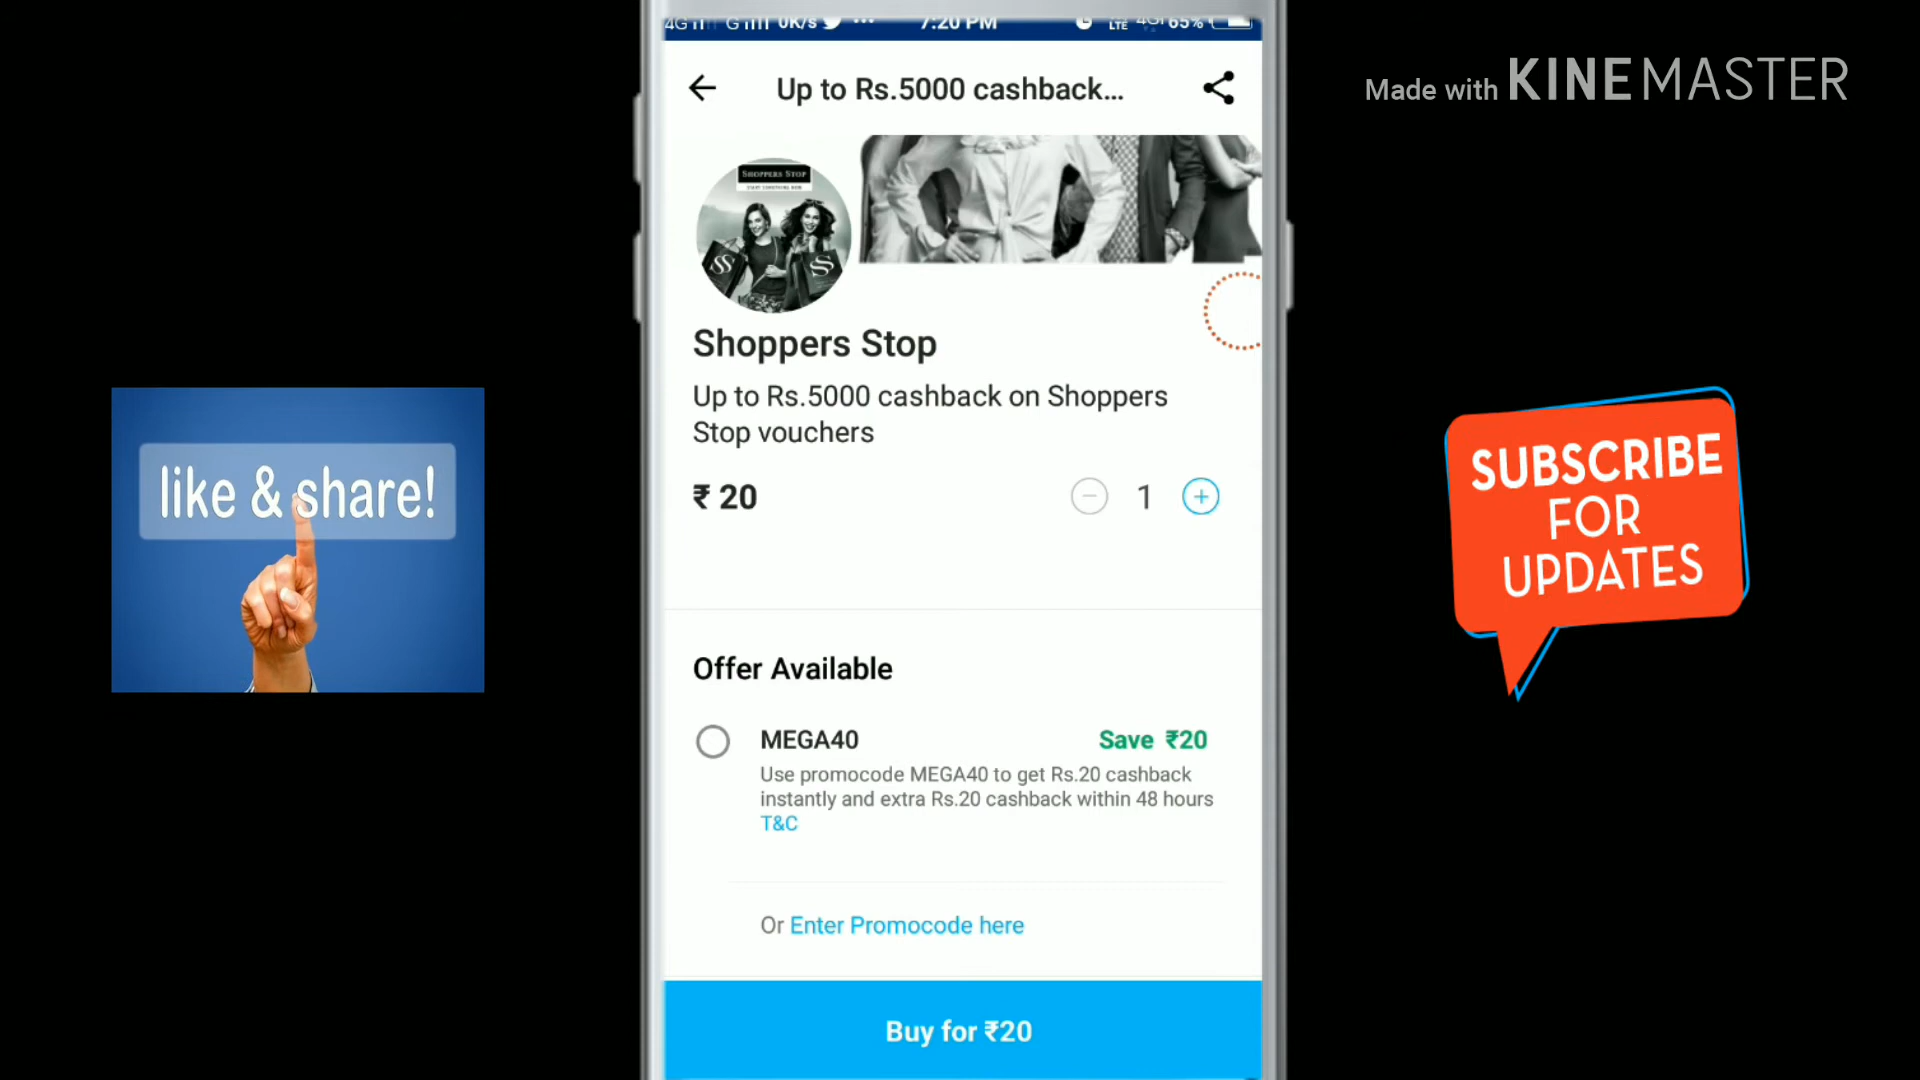 7:20 PM
65%
Up to Rs.5000 cashback...
Made with KINEMASTER
SHOPPERS STOP
Shoppers Stop
Up to Rs.5000 cashback on Shoppers
Stop vouchers
₹ 20
1
like & share!
SUBSCRIBE
FOR
UPDATES
Offer Available
MEGA40
Save ₹20
Use promocode MEGA40 to get Rs.20 cashback
instantly and extra Rs.20 cashback within 48 hours
T&C
Or Enter Promocode here
Buy for ₹20